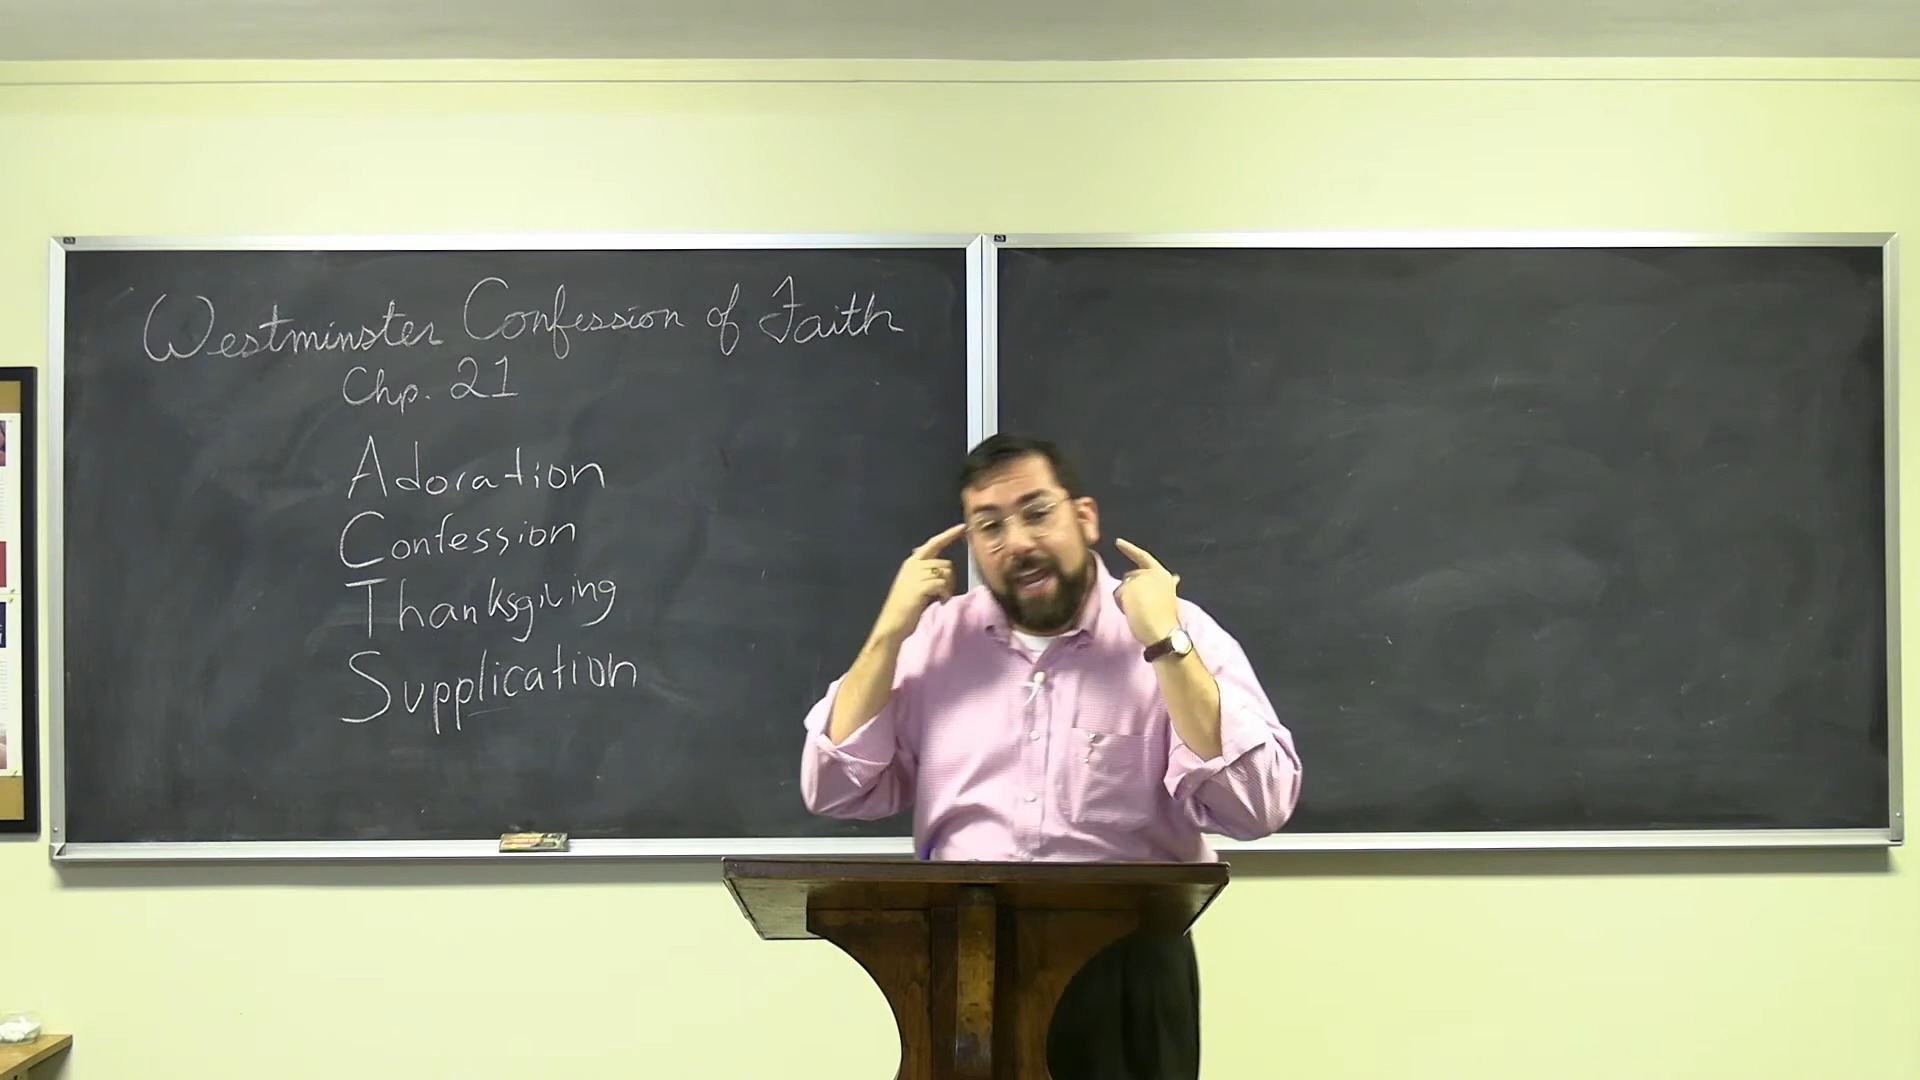 Westminster Confession of Faith
Chp. 21
Adoration
Confession
Thanksgiving
Supplication